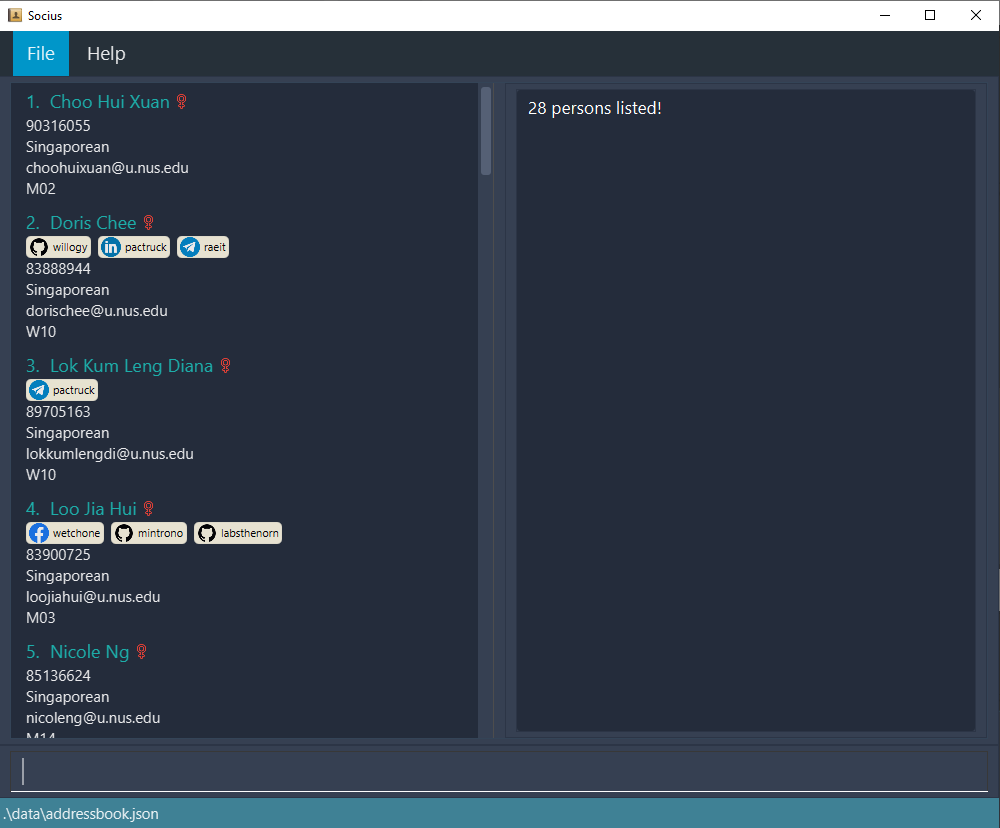 Socius
File Help
1. Choo Hui Xuan
90316055
Singaporean
choohuixuan@u.nus.edu
M02
2. Doris Chee
willogy pactruck raeit
83888944
Singaporean
dorischee@u.nus.edu
W10
3. Lok Kum Leng Diana
pactruck
89705163
Singaporean
lokkumlengdi@u.nus.edu
W10
4. Loo Jia Hui
wetchone mintrono labsthenorn
83900725
Singaporean
loojiahui@u.nus.edu
M03
5. Nicole Ng
85136624
Singaporean
nicoleng@u.nus.edu
M14
28 persons listed!
.\data\addressbook.json